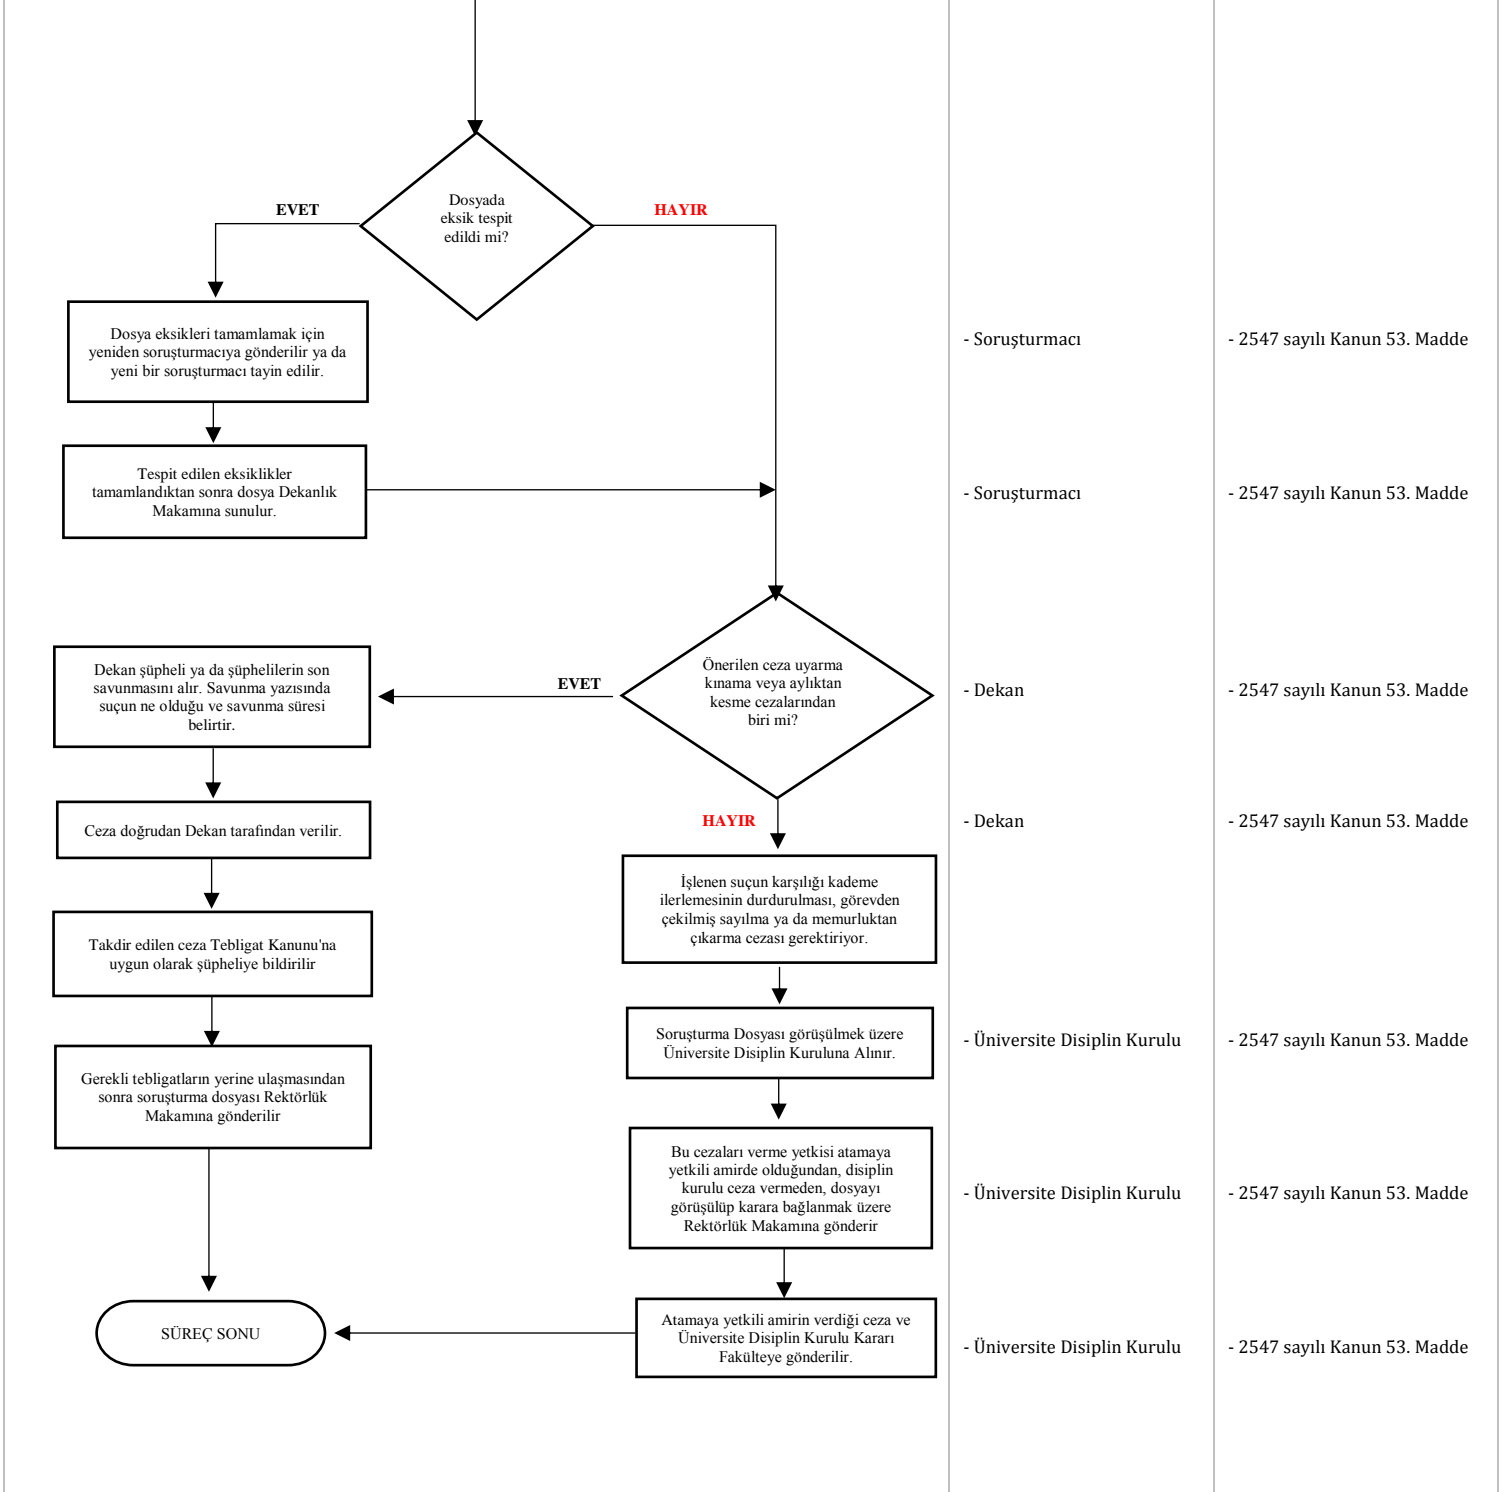 Dosyada
eksik tespit
edildi mi?
EVET
HAYIR
Dosya eksikleri tamamlamak için
yeniden soruşturmacıya gönderilir ya da
yeni bir soruşturmacı tayin edilir.
- Soruşturmacı
- 2547 sayılı Kanun 53. Madde
Tespit edilen eksiklikler
tamamlandıktan sonra dosya Dekanlık
Makamına sunulur.
- Soruşturmacı
- 2547 sayılı Kanun 53. Madde
Önerilen ceza uyarma
kınama veya aylıktan
kesme cezalarından
biri mi?
EVET
Dekan şüpheli ya da şüphelilerin son
savunmasını alır. Savunma yazısında
suçun ne olduğu ve savunma süresi
belirtir.
- Dekan
- 2547 sayılı Kanun 53. Madde
Ceza doğrudan Dekan tarafından verilir.
HAYIR
- Dekan
- 2547 sayılı Kanun 53. Madde
Takdir edilen ceza Tebligat Kanunu'na
uygun olarak şüpheliye bildirilir
İşlenen suçun karşılığı kademe
ilerlemesinin durdurulması, görevden
çekilmiş sayılma ya da memurluktan
çıkarma cezası gerektiriyor.
Gerekli tebligatların yerine ulaşmasından
sonra soruşturma dosyası Rektörlük
Makamına gönderilir
Soruşturma Dosyası görüşülmek üzere
Üniversite Disiplin Kuruluna Alınır.
- Üniversite Disiplin Kurulu
- 2547 sayılı Kanun 53. Madde
Bu cezaları verme yetkisi atamaya
yetkili amirde olduğundan, disiplin
kurulu ceza vermeden, dosyayı
görüşülüp karara bağlanmak üzere
Rektörlük Makamına gönderir
- Üniversite Disiplin Kurulu
- 2547 sayılı Kanun 53. Madde
SÜREÇ SONU
Atamaya yetkili amirin verdiği ceza ve
Üniversite Disiplin Kurulu Kararı
Fakülteye gönderilir.
- Üniversite Disiplin Kurulu
- 2547 sayılı Kanun 53. Madde